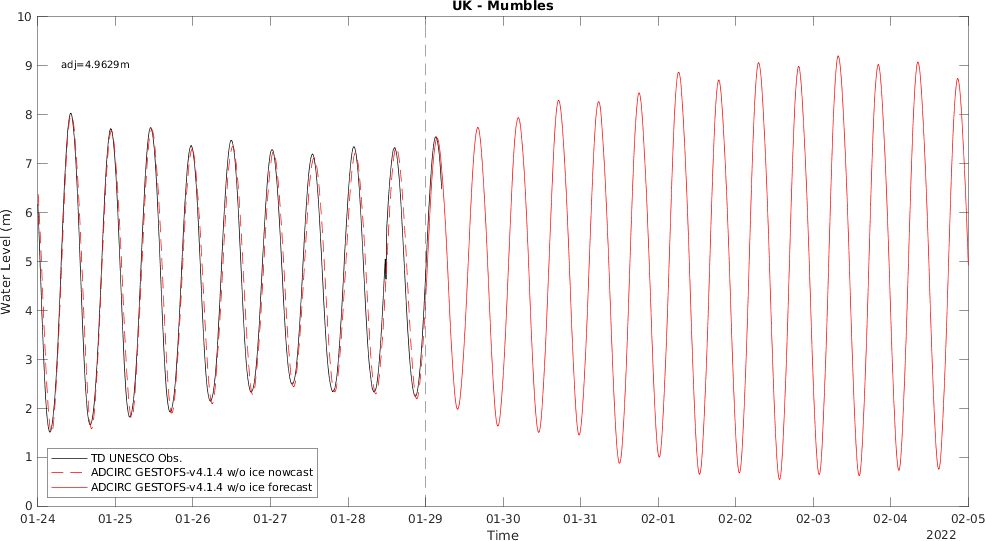 UK - Mumbles
10
9
8
7
6
5
4
3
2
1
0
Water Level (m)
adj=4.9629m
TD UNESCO Obs.
ADCIRC GESTOFS-v4.1.4 w/o ice nowcast
ADCIRC GESTOFS-v4.1.4 w/o ice forecast
01-24 01-25 01-26 01-27 01-28 01-29 01-30 01-31 02-01 02-02 02-03 02-04 02-05
Time
2022